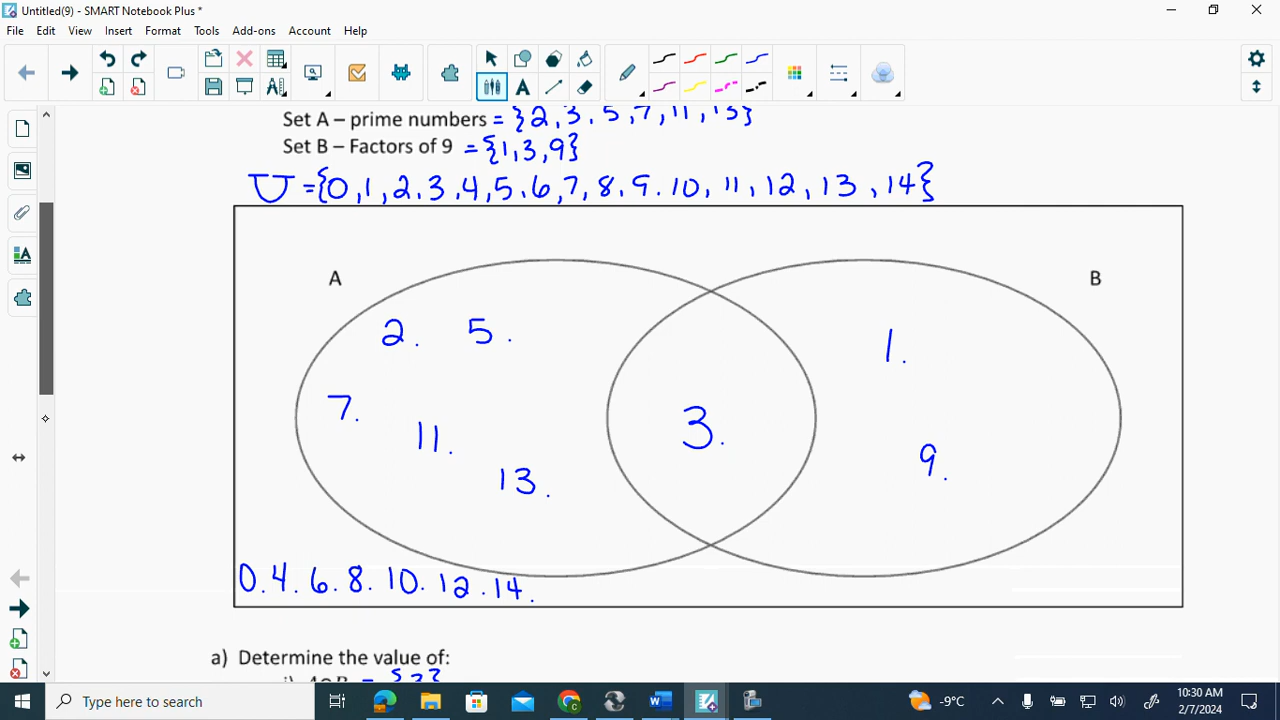 Untitled(9) - SMART Notebook Plus *
File Edit View Insert Format Tools Add-ons Account Help
Set A – prime numbers = {2, 3, 5, 7, 11, 13}
Set B – Factors of 9 = {1, 3, 9}
U = {0, 1, 2, 3, 4, 5, 6, 7, 8, 9. 10, 11, 12, 13, 14}
A B
2. 5.
1.
7.
3.
11.
9.
13.
0. 4. 6. 8. 10. 12. 14.
a) Determine the value of:
Type here to search
-9°C
10:30 AM
2/7/2024